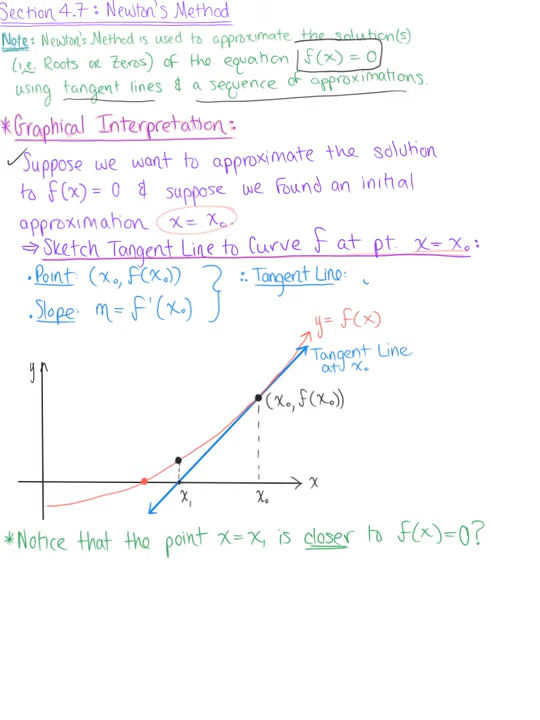 Section 4.7: Newton's Method
Note: Newton's Method is used to approximate the solution(s)
(i.e. Roots or Zeros) of the equation f(x) = 0
using tangent lines & a sequence of approximations.
*Graphical Interpretation:
✓Suppose we want to approximate the solution
to f(x) = 0 & suppose we found an initial
approximation x = x₀.
⇒ Sketch Tangent Line to Curve f at pt. x = x₀:
•Point: (x₀, f(x₀)) } ∴ Tangent Line:
•Slope: m = f'(x₀)
y = f(x)
Tangent Line
at x₀
y
(x₀, f(x₀))
x
x₁
x₀
*Notice that the point x = x₁ is closer to f(x) = 0?